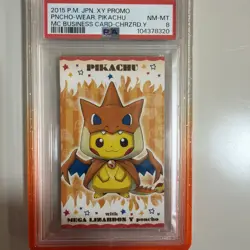 2015 P.M. JPN. XY PROMO
NM-MT
PNCHO-WEAR. PIKACHU
8
MC BUSINESS CARD-CHRZRD.Y
104378320
PSA
PIKACHU
with
MEGA LIZARDON Y poncho